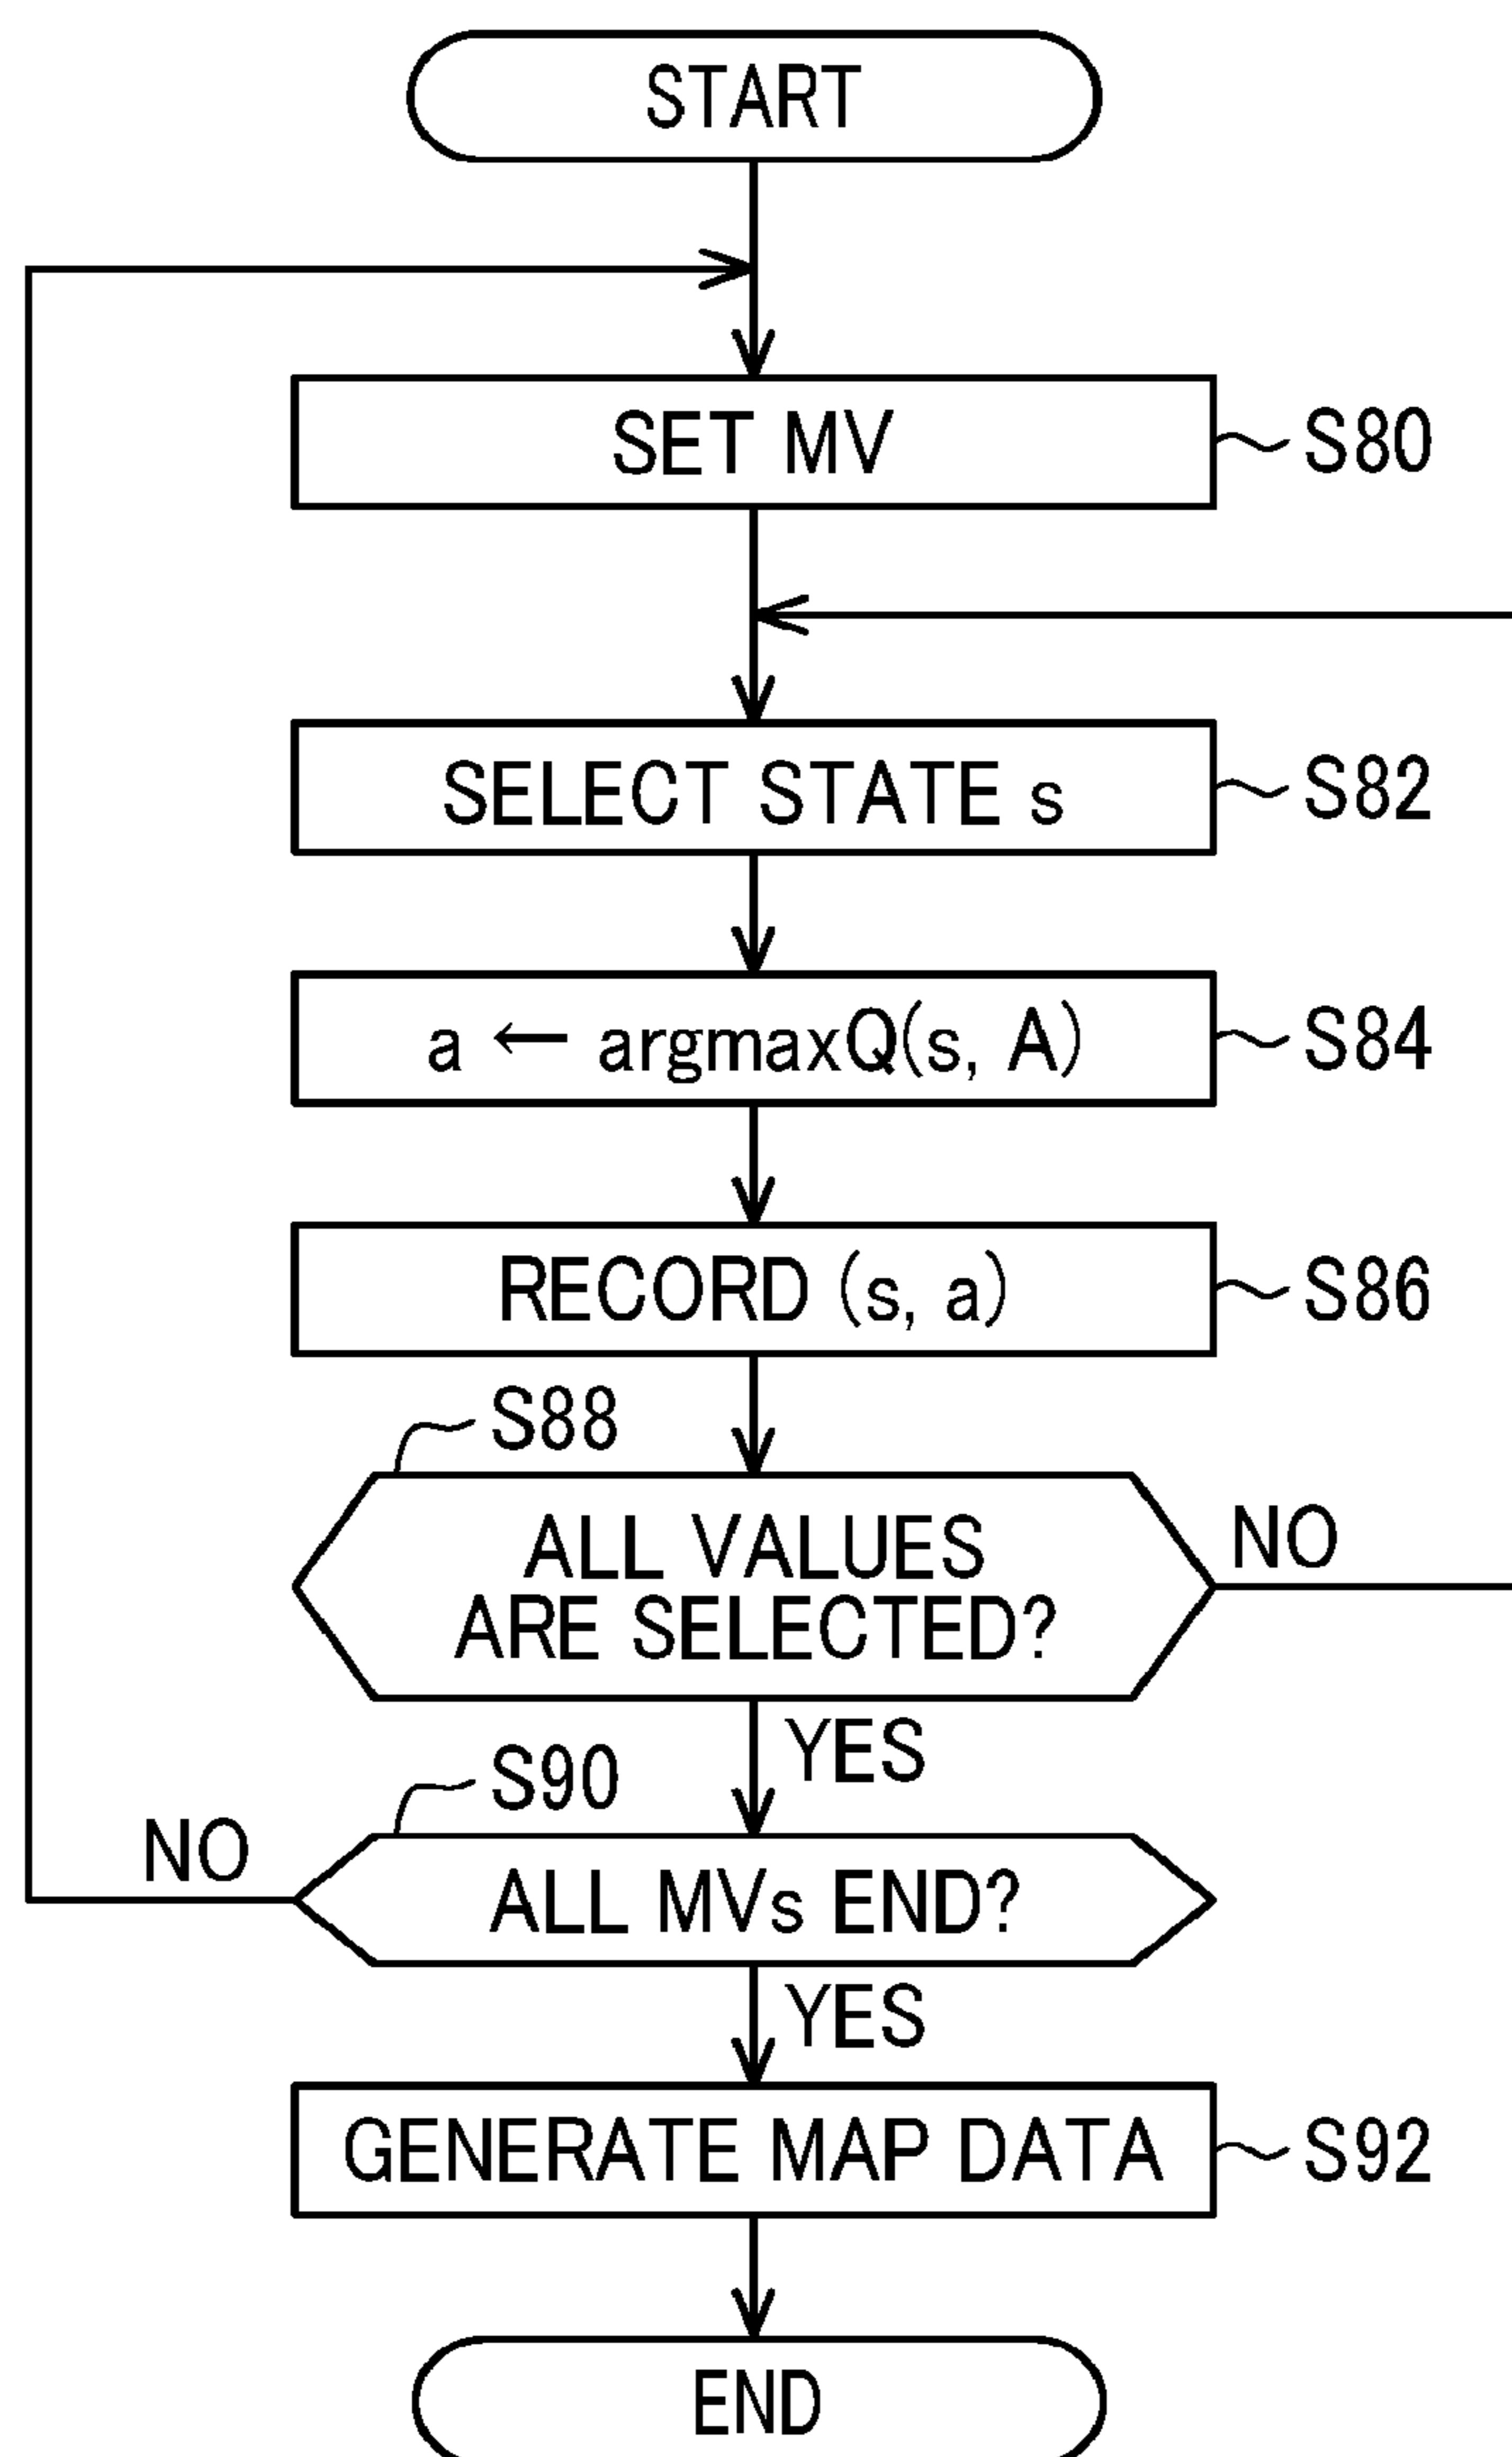 START
SET MV
S80
SELECT STATE s
S82
a ← argmaxQ(s, A)
S84
RECORD (s, a)
S86
S88
ALL VALUES
ARE SELECTED?
NO
YES
S90
NO
ALL MVs END?
YES
GENERATE MAP DATA
S92
END